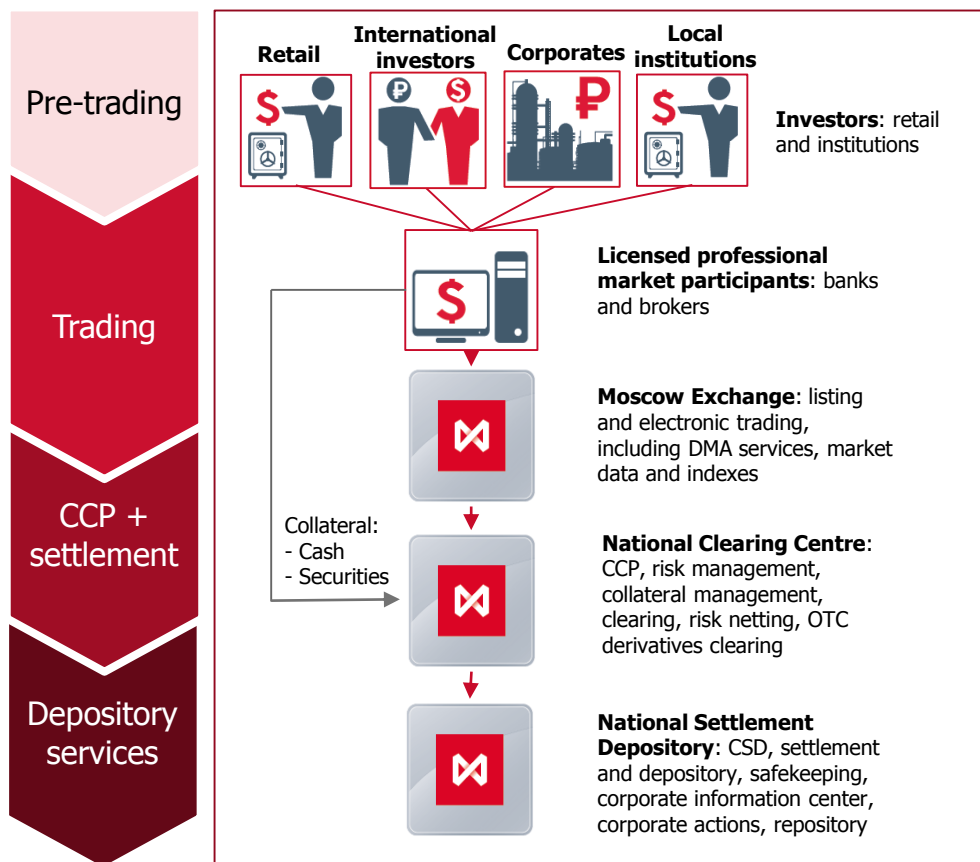 Pre-trading
Trading
CCP +
settlement
Depository
services
Retail
International
investors
Corporates
Local
institutions
$
₽
$
₽
$
Investors: retail
and institutions
$
Licensed professional
market participants: banks
and brokers
Moscow Exchange: listing
and electronic trading,
including DMA services, market
data and indexes
Collateral:
- Cash
- Securities
National Clearing Centre:
CCP, risk management,
collateral management,
clearing, risk netting, OTC
derivatives clearing
National Settlement
Depository: CSD, settlement
and depository, safekeeping,
corporate information center,
corporate actions, repository